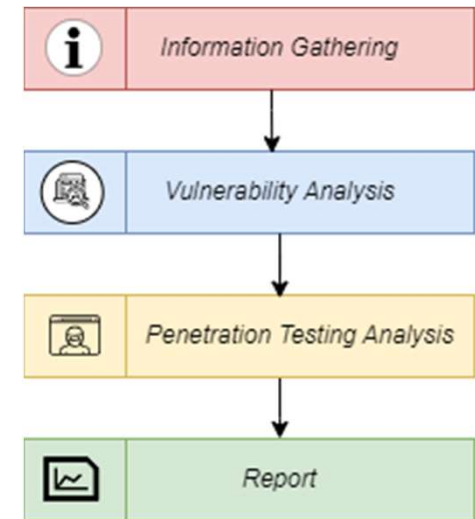 Information Gathering
Vulnerability Analysis
Penetration Testing Analysis
Report